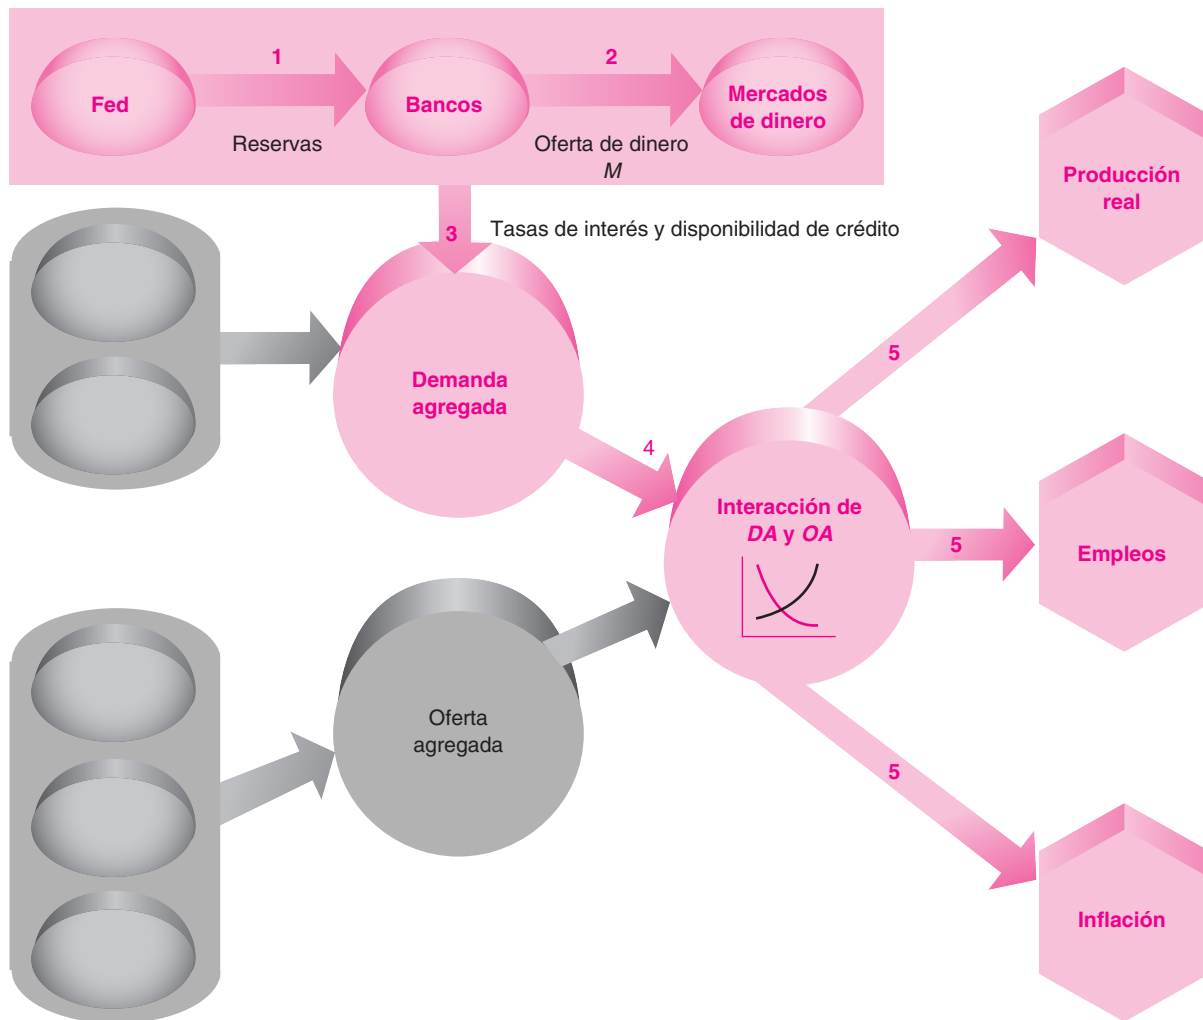 1
2
Fed
Bancos
Mercados
de dinero
Reservas
Oferta de dinero
M
Producción
real
3
Tasas de interés y disponibilidad de crédito
5
Demanda
agregada
4
Interacción de
DA y OA
5
Empleos
Oferta
agregada
5
Inflación